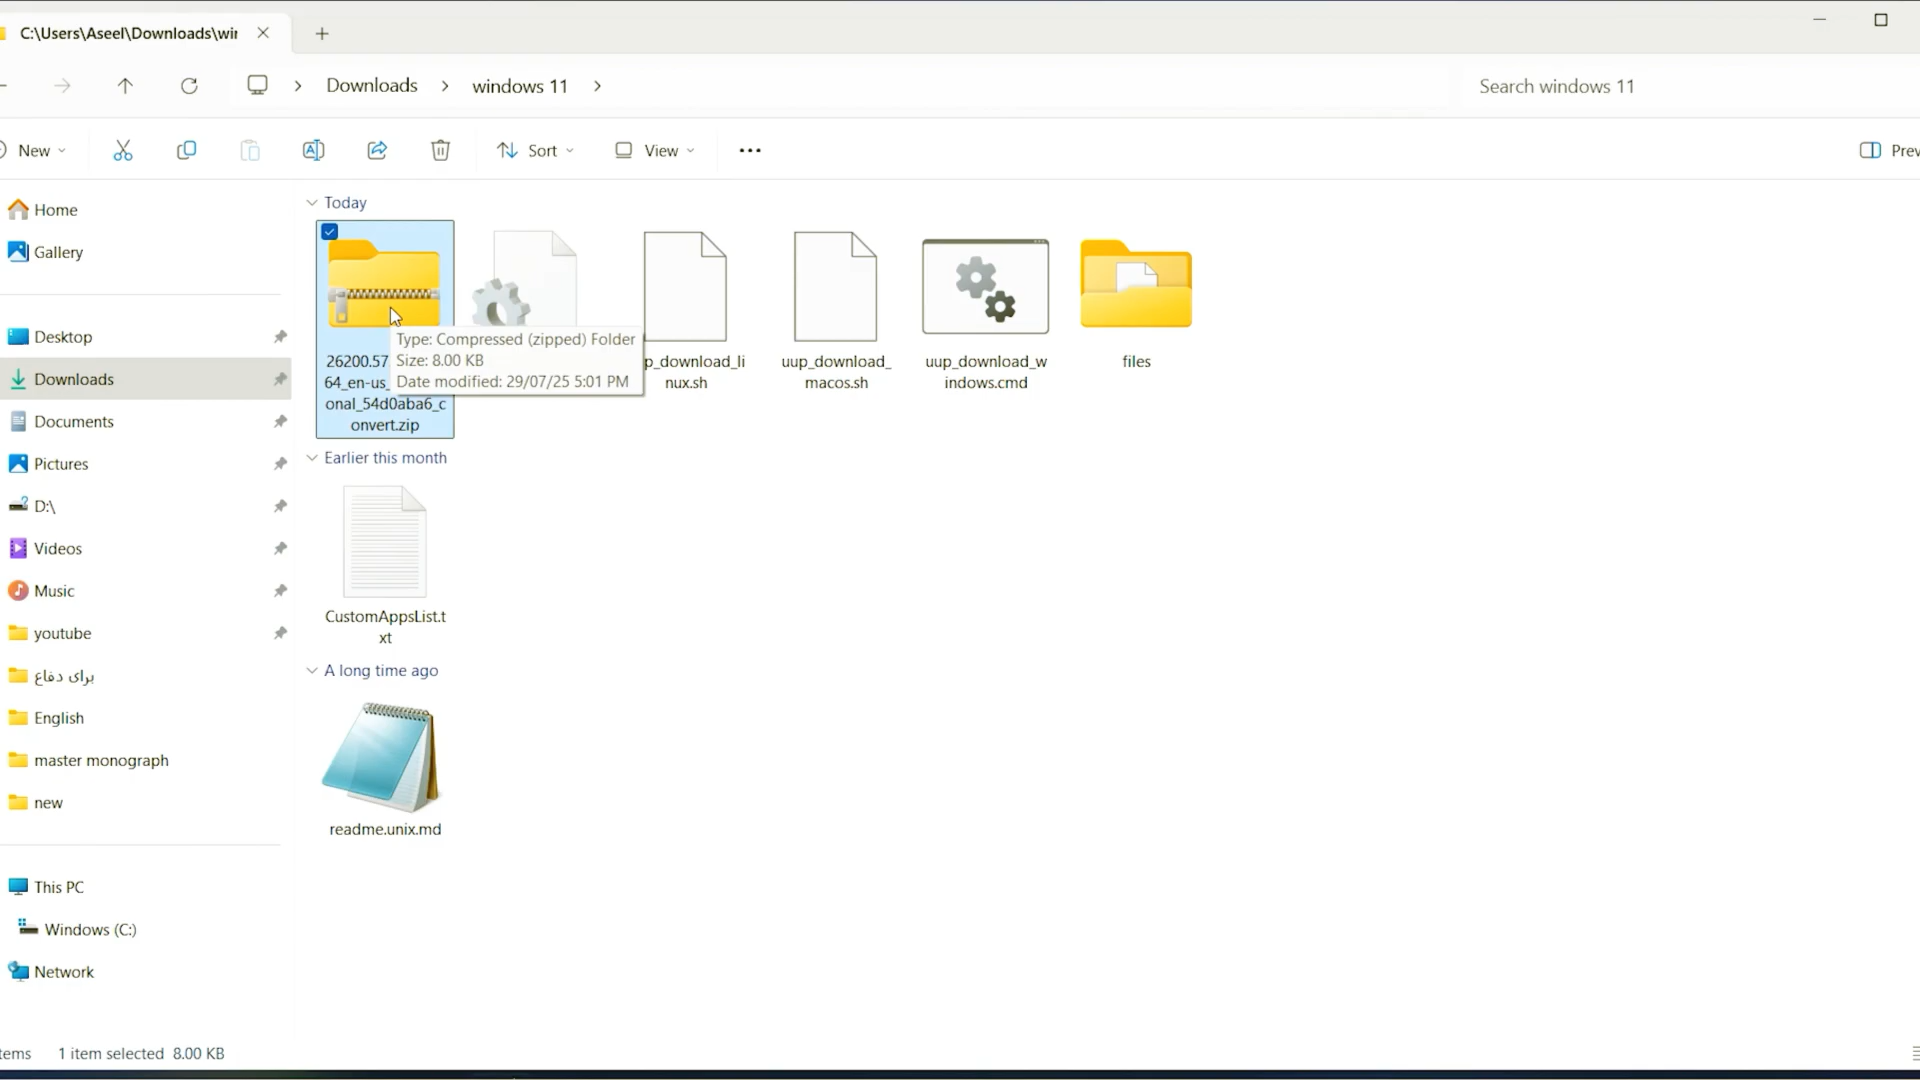 C:\Users\Aseel\Downloads\wir
Downloads
windows 11
Search windows 11
New
Sort
View
Prev
Home
Gallery
Desktop
Downloads
Documents
Pictures
D:\
Videos
Music
youtube
برای دفاع
English
master monograph
new
This PC
Windows (C:)
Network
Today
26200.57
64_en-us_
onal_54d0aba6_c
onvert.zip
Type: Compressed (zipped) Folder
Size: 8.00 KB
Date modified: 29/07/25 5:01 PM
p_download_li
nux.sh
uup_download_
macos.sh
uup_download_w
indows.cmd
files
Earlier this month
CustomAppsList.t
xt
A long time ago
readme.unix.md
tems
1 item selected 8.00 KB